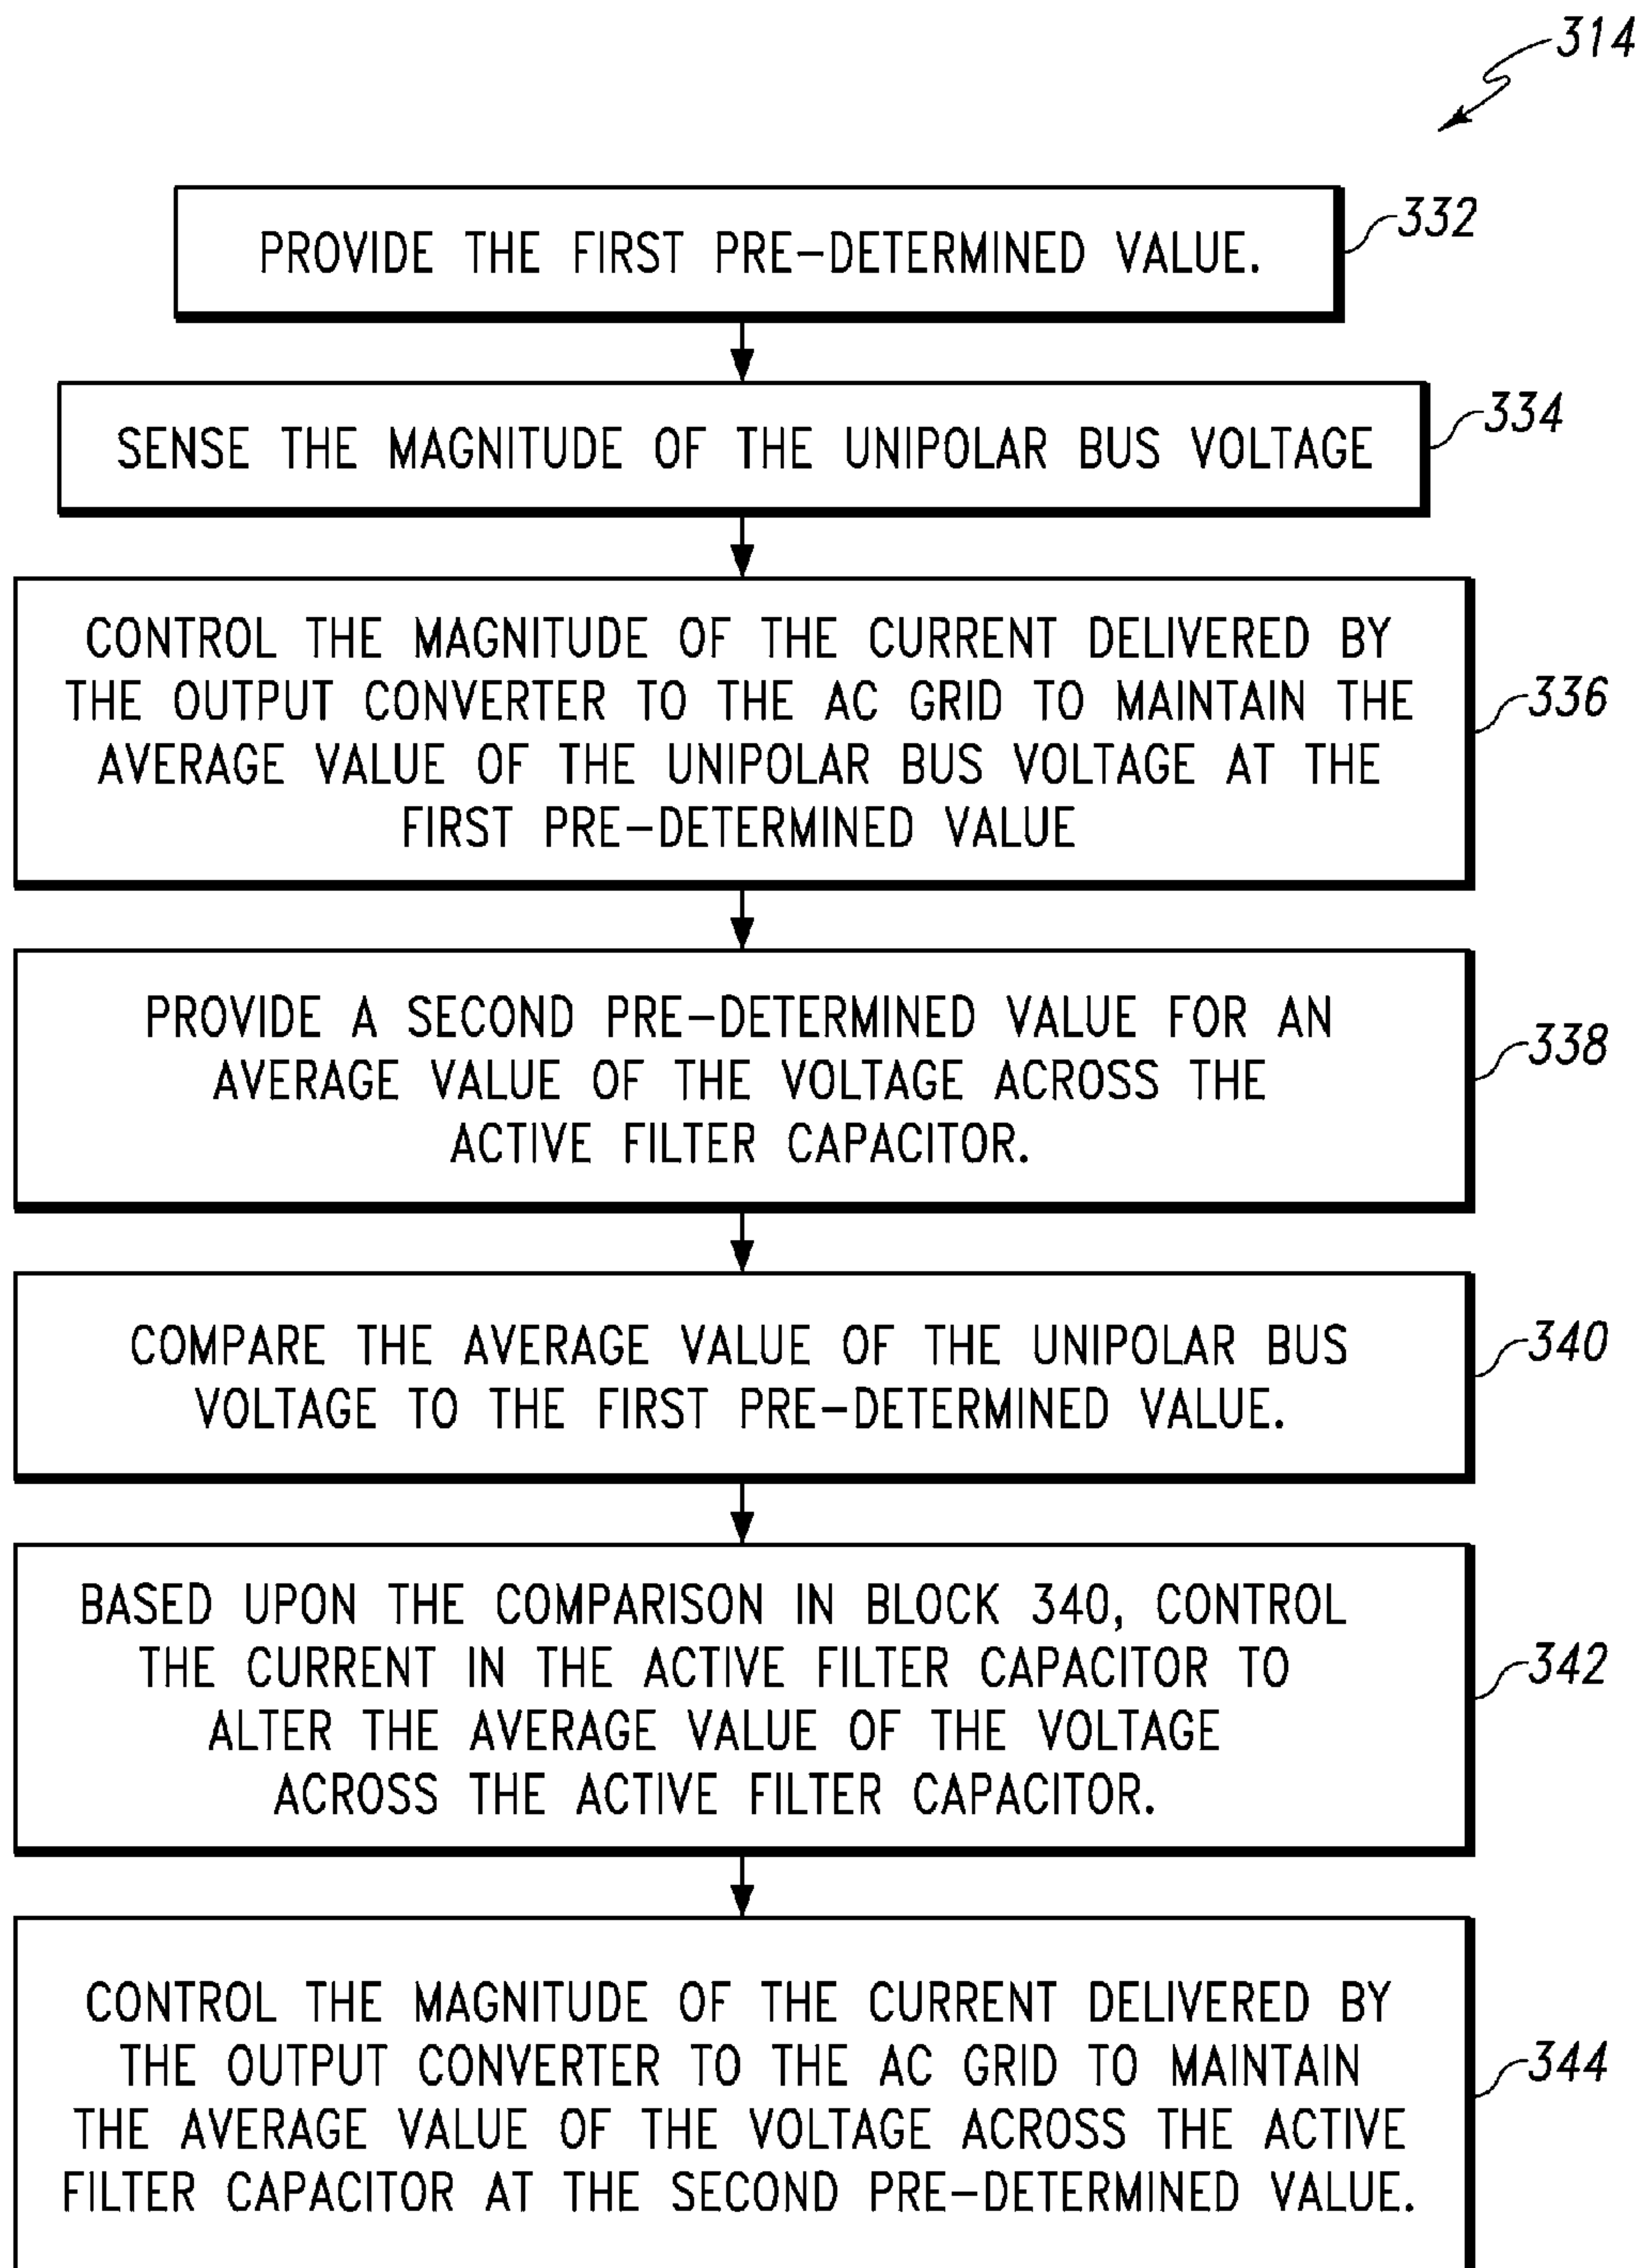 314
PROVIDE THE FIRST PRE-DETERMINED VALUE.
332
SENSE THE MAGNITUDE OF THE UNIPOLAR BUS VOLTAGE
334
CONTROL THE MAGNITUDE OF THE CURRENT DELIVERED BY
THE OUTPUT CONVERTER TO THE AC GRID TO MAINTAIN THE
AVERAGE VALUE OF THE UNIPOLAR BUS VOLTAGE AT THE
FIRST PRE-DETERMINED VALUE
336
PROVIDE A SECOND PRE-DETERMINED VALUE FOR AN
AVERAGE VALUE OF THE VOLTAGE ACROSS THE
ACTIVE FILTER CAPACITOR.
338
COMPARE THE AVERAGE VALUE OF THE UNIPOLAR BUS
VOLTAGE TO THE FIRST PRE-DETERMINED VALUE.
340
BASED UPON THE COMPARISON IN BLOCK 340, CONTROL
THE CURRENT IN THE ACTIVE FILTER CAPACITOR TO
ALTER THE AVERAGE VALUE OF THE VOLTAGE
ACROSS THE ACTIVE FILTER CAPACITOR.
342
CONTROL THE MAGNITUDE OF THE CURRENT DELIVERED BY
THE OUTPUT CONVERTER TO THE AC GRID TO MAINTAIN
THE AVERAGE VALUE OF THE VOLTAGE ACROSS THE ACTIVE
FILTER CAPACITOR AT THE SECOND PRE-DETERMINED VALUE.
344